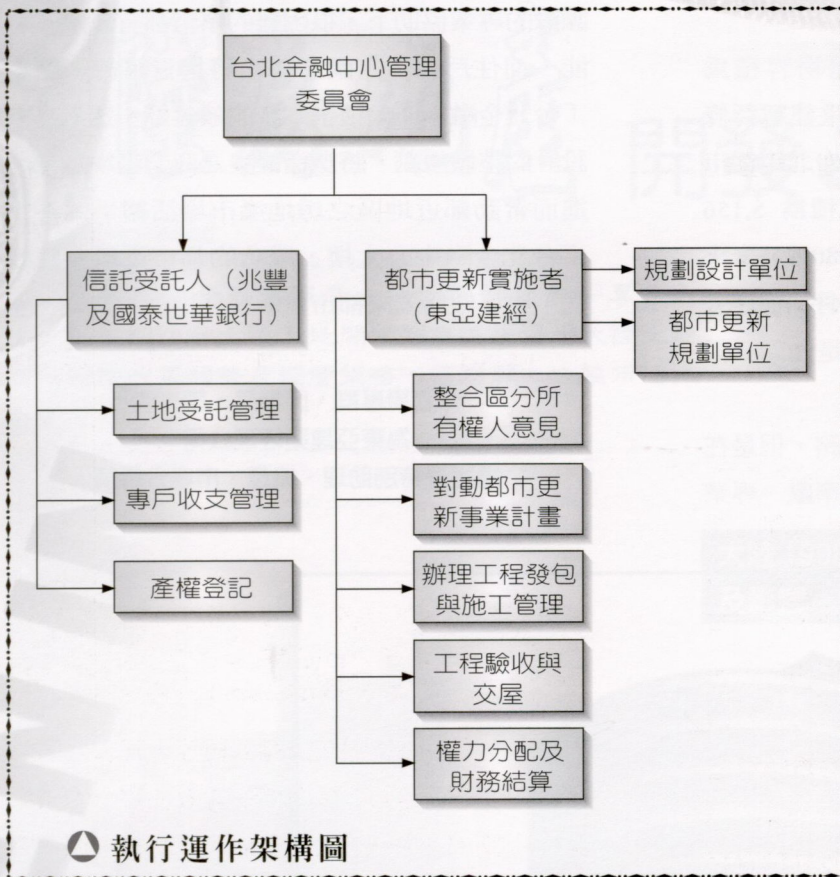 台北金融中心管理
委員會
信託受託人（兆豐
及國泰世華銀行）
土地受託管理
專戶收支管理
產權登記
都市更新實施者
（東亞建經）
規劃設計單位
都市更新
規劃單位
整合區分所
有權人意見
對動都市更
新事業計畫
辦理工程發包
與施工管理
工程驗收與
交屋
權力分配及
財務結算
執行運作架構圖